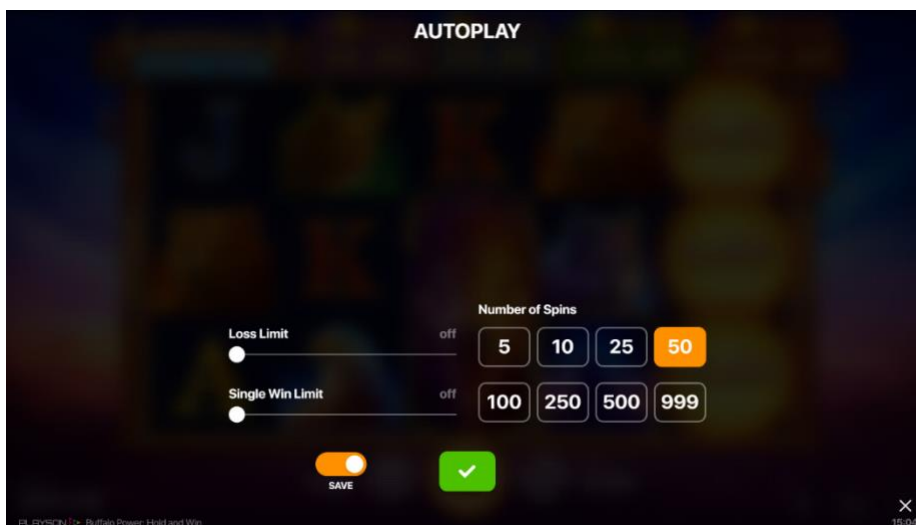 AUTOPLAY
Number of Spins
Loss Limit off
5 10 25 50
Single Win Limit off
100 250 500 999
SAVE
PLAYSON Buffalo Power: Hold and Win